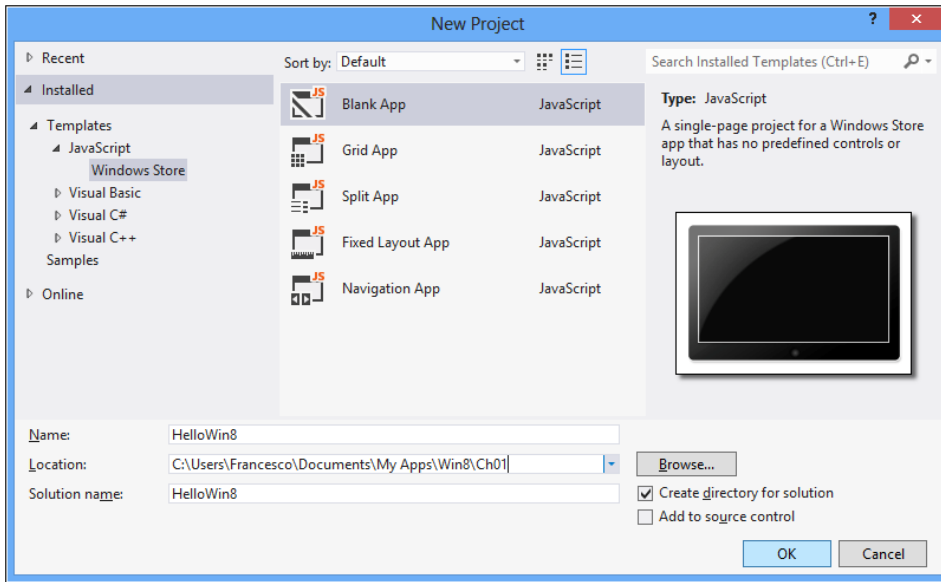 New Project
?
Recent
Installed
Templates
JavaScript
Windows Store
Visual Basic
Visual C#
Visual C++
Samples
Online
Sort by: Default
JS Blank App JavaScript
JS Grid App JavaScript
JS Split App JavaScript
JS Fixed Layout App JavaScript
JS Navigation App JavaScript
Search Installed Templates (Ctrl+E)
Type: JavaScript
A single-page project for a Windows Store
app that has no predefined controls or
layout.
Name: HelloWin8
Location: C:\Users\Francesco\Documents\My Apps\Win8\Ch01
Browse...
Solution name: HelloWin8
Create directory for solution
Add to source control
OK Cancel